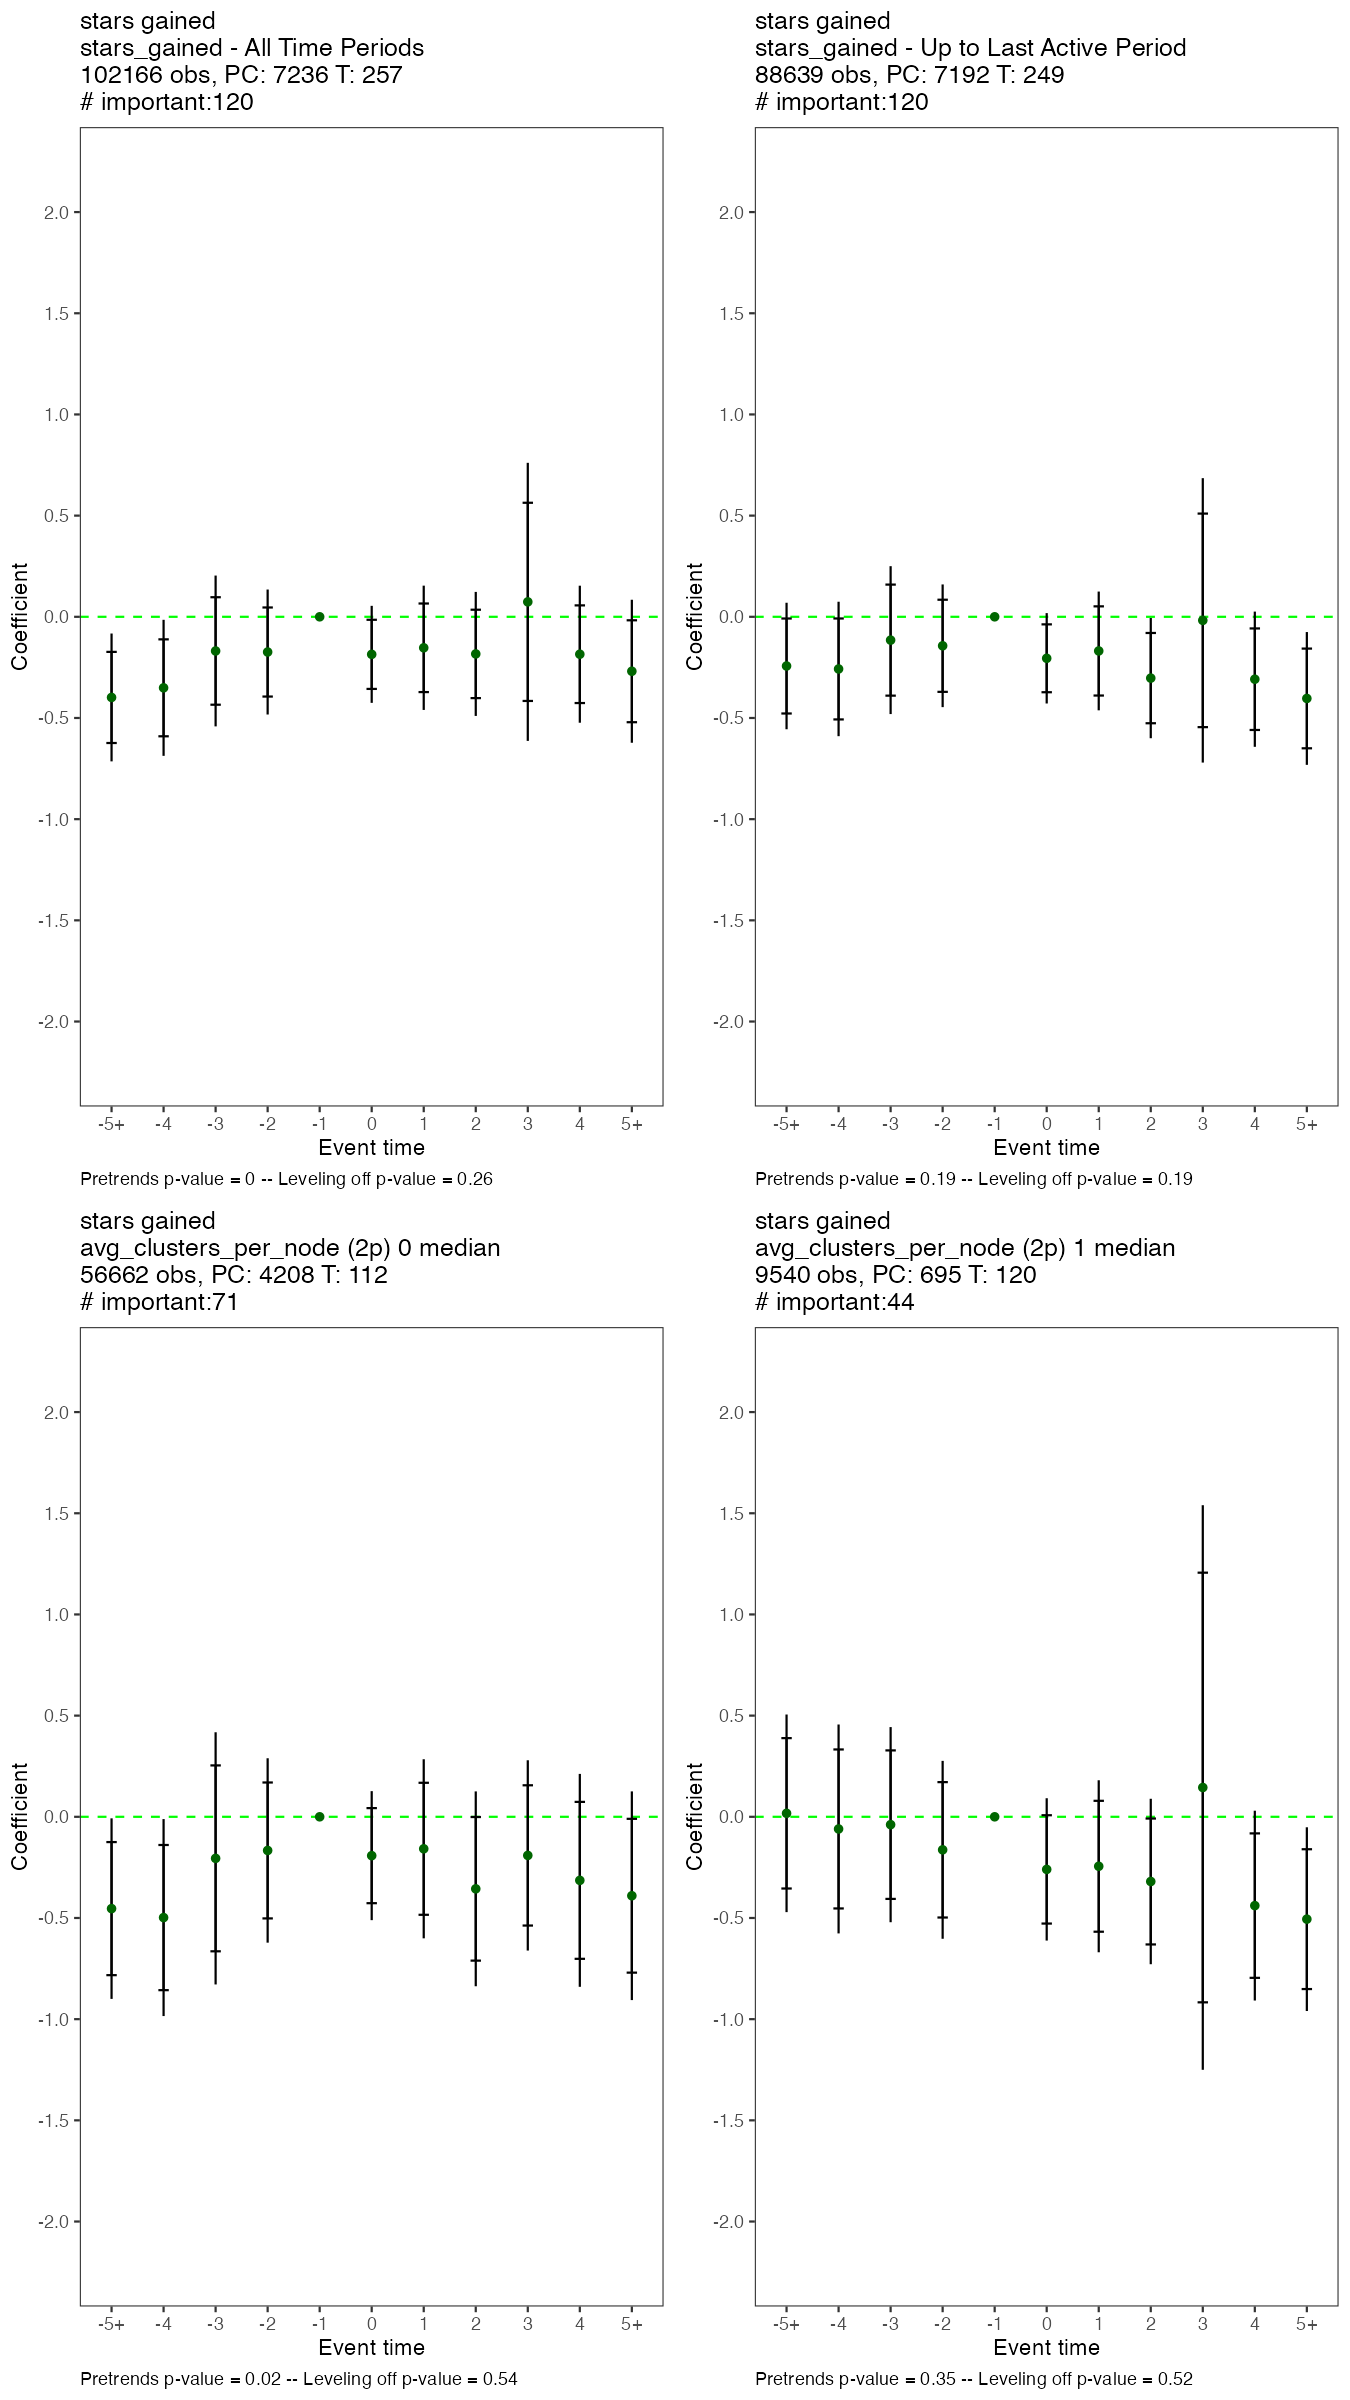 stars gained
stars_gained - All Time Periods
102166 obs, PC: 7236 T: 257
# important:120
2.0
1.5
1.0
0.5
0.0
-0.5
-1.0
-1.5
-2.0
Coefficient
-5+ -4 -3 -2 -1 0 1 2 3 4 5+
Event time
Pretrends p-value = 0 -- Leveling off p-value = 0.26
stars gained
stars_gained - Up to Last Active Period
88639 obs, PC: 7192 T: 249
# important:120
2.0
1.5
1.0
0.5
0.0
-0.5
-1.0
-1.5
-2.0
Coefficient
-5+ -4 -3 -2 -1 0 1 2 3 4 5+
Event time
Pretrends p-value = 0.19 -- Leveling off p-value = 0.19
stars gained
avg_clusters_per_node (2p) 0 median
56662 obs, PC: 4208 T: 112
# important:71
2.0
1.5
1.0
0.5
0.0
-0.5
-1.0
-1.5
-2.0
Coefficient
-5+ -4 -3 -2 -1 0 1 2 3 4 5+
Event time
Pretrends p-value = 0.02 -- Leveling off p-value = 0.54
stars gained
avg_clusters_per_node (2p) 1 median
9540 obs, PC: 695 T: 120
# important:44
2.0
1.5
1.0
0.5
0.0
-0.5
-1.0
-1.5
-2.0
Coefficient
-5+ -4 -3 -2 -1 0 1 2 3 4 5+
Event time
Pretrends p-value = 0.35 -- Leveling off p-value = 0.52